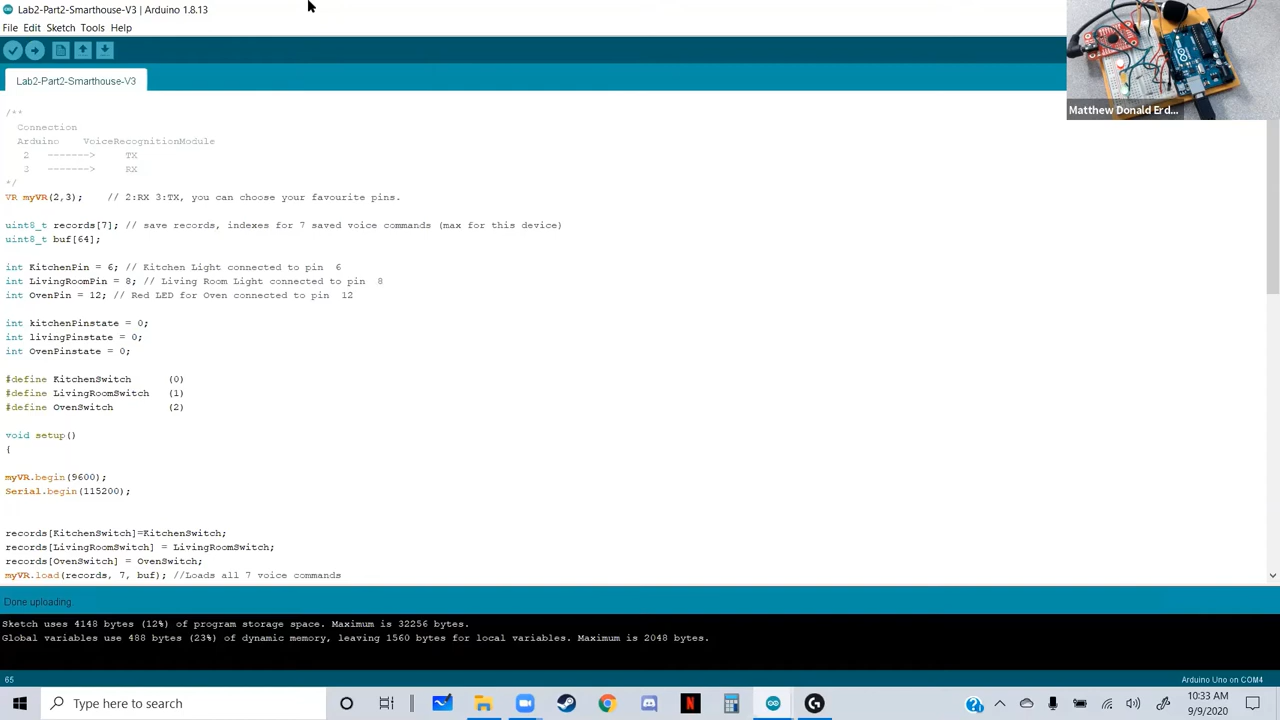 Lab2-Part2-Smarthouse-V3 | Arduino 1.8.13
File Edit Sketch Tools Help
Lab2-Part2-Smarthouse-V3
/**
Connection
Arduino    VoiceRecognitionModule
2   ------->     TX
3   ------->     RX
*/
VR myVR(2,3);    // 2:RX 3:TX, you can choose your favourite pins.
uint8_t records[7]; // save records, indexes for 7 saved voice commands (max for this device)
uint8_t buf[64];
int KitchenPin = 6; // Kitchen Light connected to pin  6
int LivingRoomPin = 8; // Living Room Light connected to pin  8
int OvenPin = 12; // Red LED for Oven connected to pin  12
int kitchenPinstate = 0;
int livingPinstate = 0;
int OvenPinstate = 0;
#define KitchenSwitch      (0)
#define LivingRoomSwitch   (1)
#define OvenSwitch         (2)
void setup()
{
myVR.begin(9600);
Serial.begin(115200);
records[KitchenSwitch]=KitchenSwitch;
records[LivingRoomSwitch] = LivingRoomSwitch;
records[OvenSwitch] = OvenSwitch;
myVR.load(records, 7, buf); //Loads all 7 voice commands
Matthew Donald Erd...
Done uploading.
Sketch uses 4148 bytes (12%) of program storage space. Maximum is 32256 bytes.
Global variables use 488 bytes (23%) of dynamic memory, leaving 1560 bytes for local variables. Maximum is 2048 bytes.
65
Arduino Uno on COM4
Type here to search
10:33 AM
9/9/2020